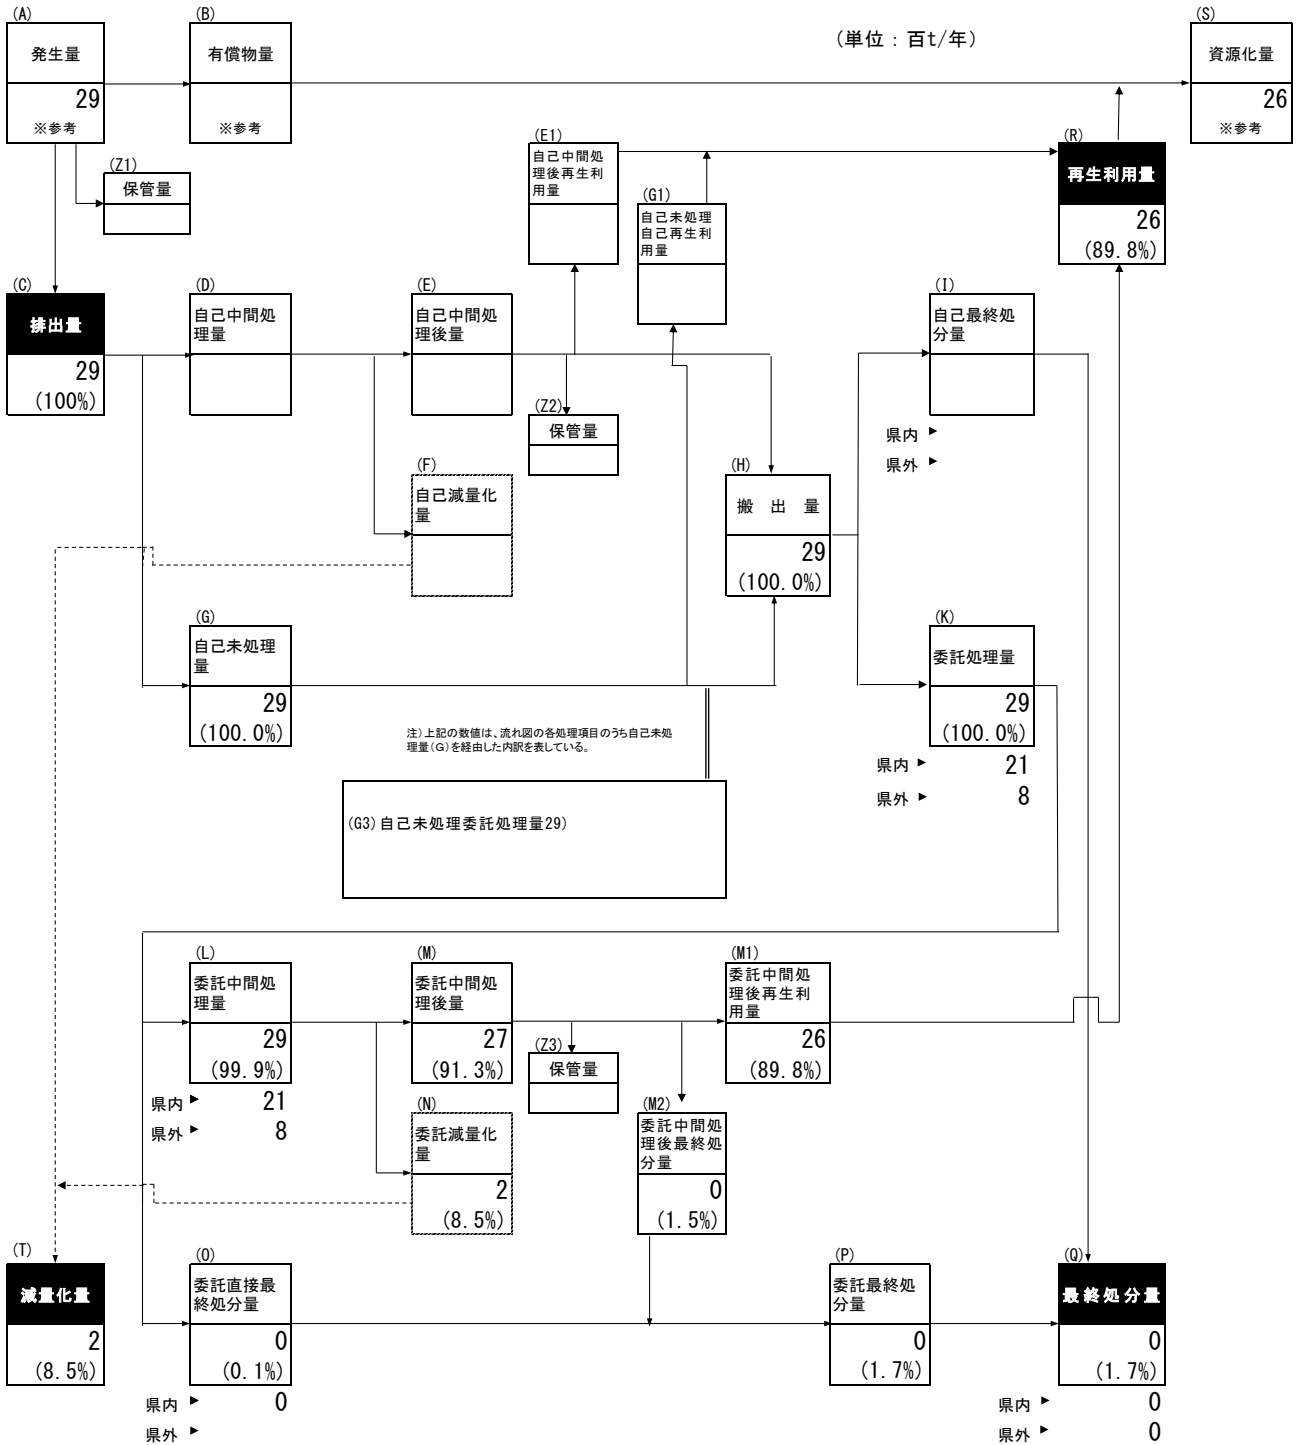 (A)
発生量
29
※参考
(B)
有償物量
※参考
(単位：百t/年)
(S)
資源化量
26
※参考
(Z1)
保管量
(E1)
自己中間処
理後再生利
用量
(G1)
自己未処理
自己再生利
用量
(R)
再生利用量
26
(89.8%)
(C)
排出量
29
(100%)
(D)
自己中間処
理量
(E)
自己中間処
理後量
(Z2)
保管量
(I)
自己最終処
分量
県内
県外
(F)
自己減量化
量
(H)
搬 出 量
29
(100.0%)
(G)
自己未処理
量
29
(100.0%)
(K)
委託処理量
29
(100.0%)
県内 21
県外 8
注）上記の数値は、流れ図の各処理項目のうち自己未処
理量（G）を経由した内訳を表している。
(G3)自己未処理委託処理量29)
(L)
委託中間処
理量
29
(99.9%)
県内 21
県外 8
(M)
委託中間処
理後量
27
(91.3%)
(Z3)
保管量
(M1)
委託中間処
理後再生利
用量
26
(89.8%)
(N)
委託減量化
量
2
(8.5%)
(M2)
委託中間処
理後最終処
分量
0
(1.5%)
(T)
減量化量
2
(8.5%)
(O)
委託直接最
終処分量
0
(0.1%)
県内 0
県外
(P)
委託最終処
分量
0
(1.7%)
(Q)
最終処分量
0
(1.7%)
県内 0
県外 0